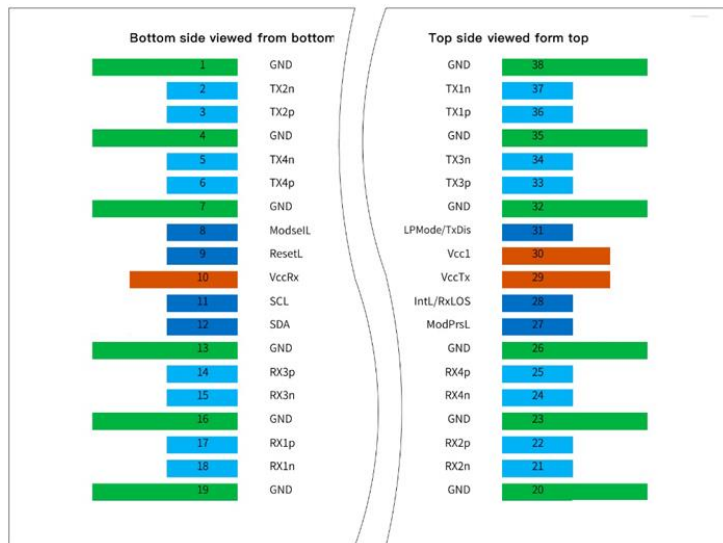 Bottom side viewed from bottom
1 GND
2 TX2n
3 TX2p
4 GND
5 TX4n
6 TX4p
7 GND
8 ModselL
9 ResetL
10 VccRx
11 SCL
12 SDA
13 GND
14 RX3p
15 RX3n
16 GND
17 RX1p
18 RX1n
19 GND
Top side viewed form top
GND 38
TX1n 37
TX1p 36
GND 35
TX3n 34
TX3p 33
GND 32
LPMode/TxDis 31
Vcc1 30
VccTx 29
IntL/RxLOS 28
ModPrsL 27
GND 26
RX4p 25
RX4n 24
GND 23
RX2p 22
RX2n 21
GND 20